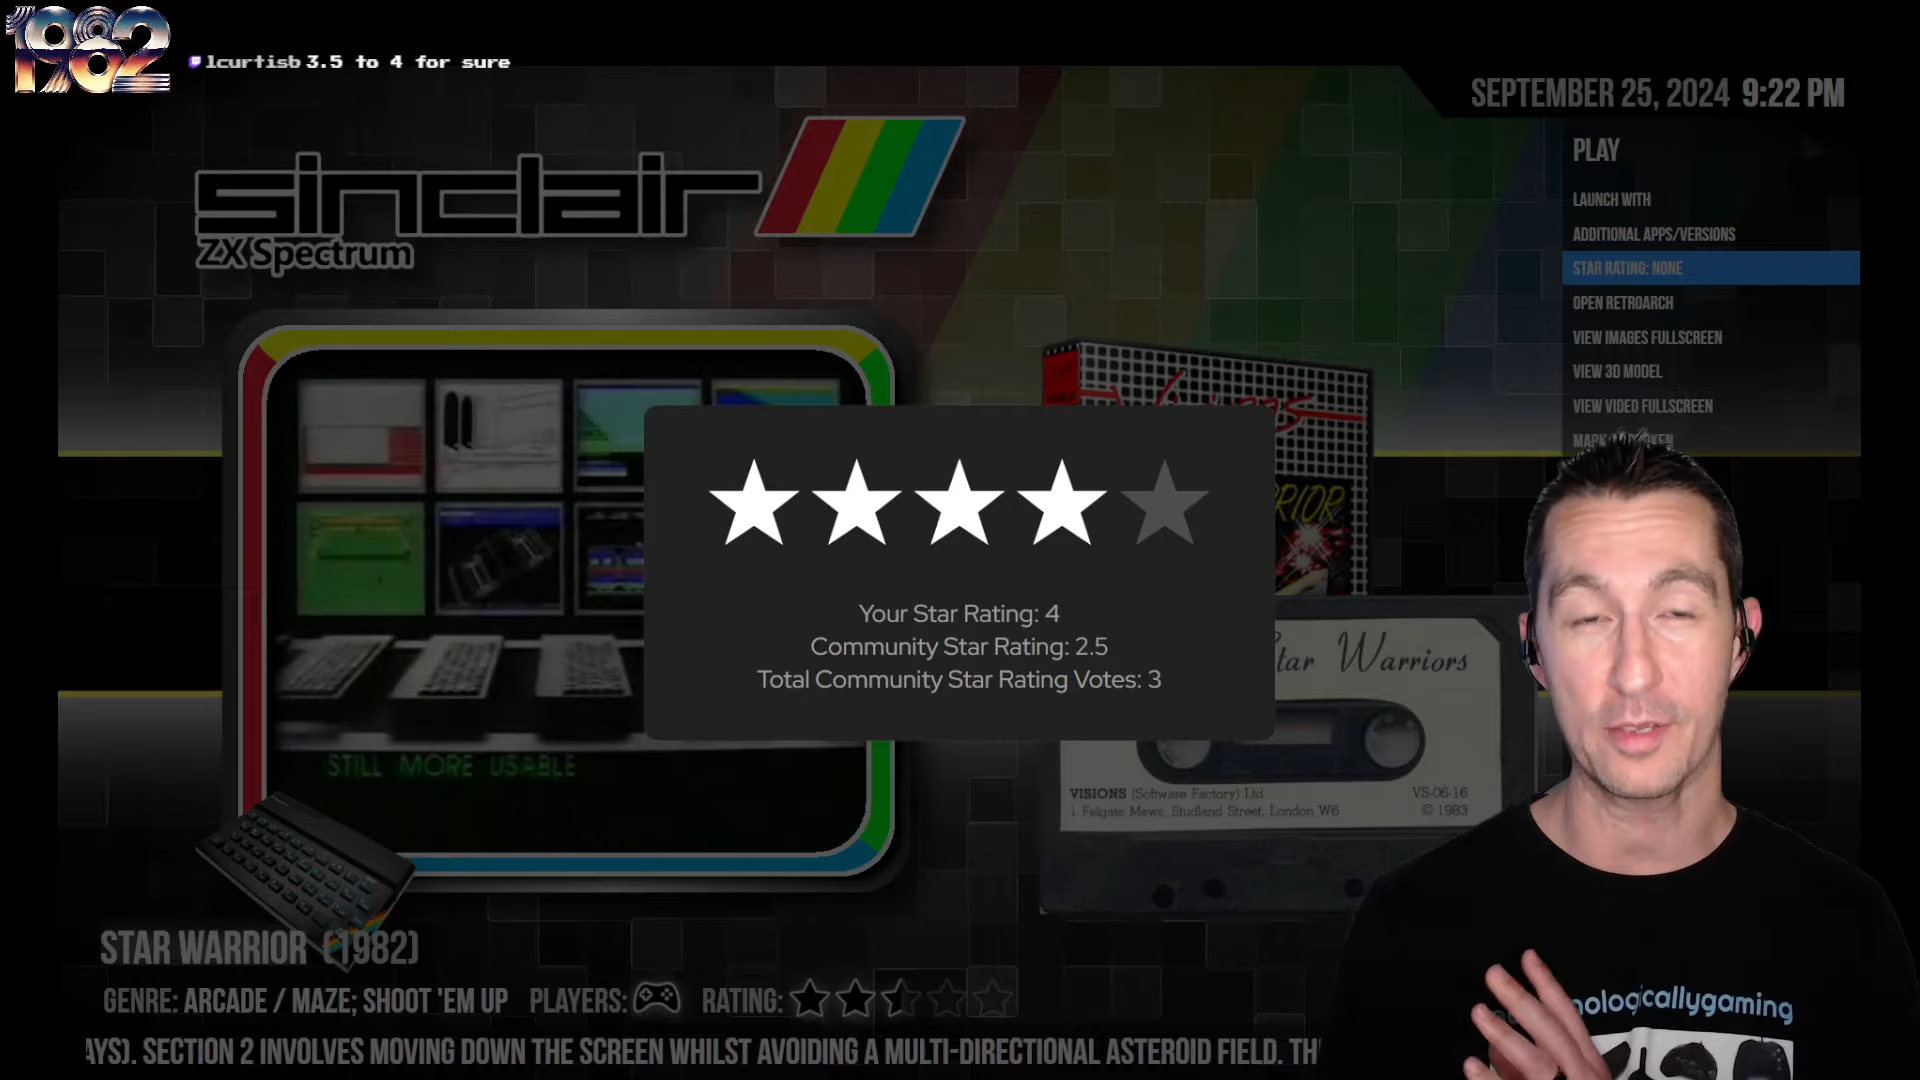 1982
lcurtisb 3.5 to 4 for sure
SEPTEMBER 25, 2024 9:22 PM
sinclair
ZX Spectrum
PLAY
LAUNCH WITH
ADDITIONAL APPS/VERSIONS
STAR RATING: NONE
OPEN RETROARCH
VIEW IMAGES FULLSCREEN
VIEW 3D MODEL
VIEW VIDEO FULLSCREEN
Your Star Rating: 4
Community Star Rating: 2.5
Total Community Star Rating Votes: 3
tar Warriors
VISIONS (Software Factory) Ltd.
1 Felgate Mews, Studland Street, London W6
VS-06-16
© 1983
STILL MORE USABLE
STAR WARRIOR (1982)
GENRE: ARCADE / MAZE; SHOOT 'EM UP PLAYERS: RATING:
AYS). SECTION 2 INVOLVES MOVING DOWN THE SCREEN WHILST AVOIDING A MULTI-DIRECTIONAL ASTEROID FIELD. TH
nologicallygaming